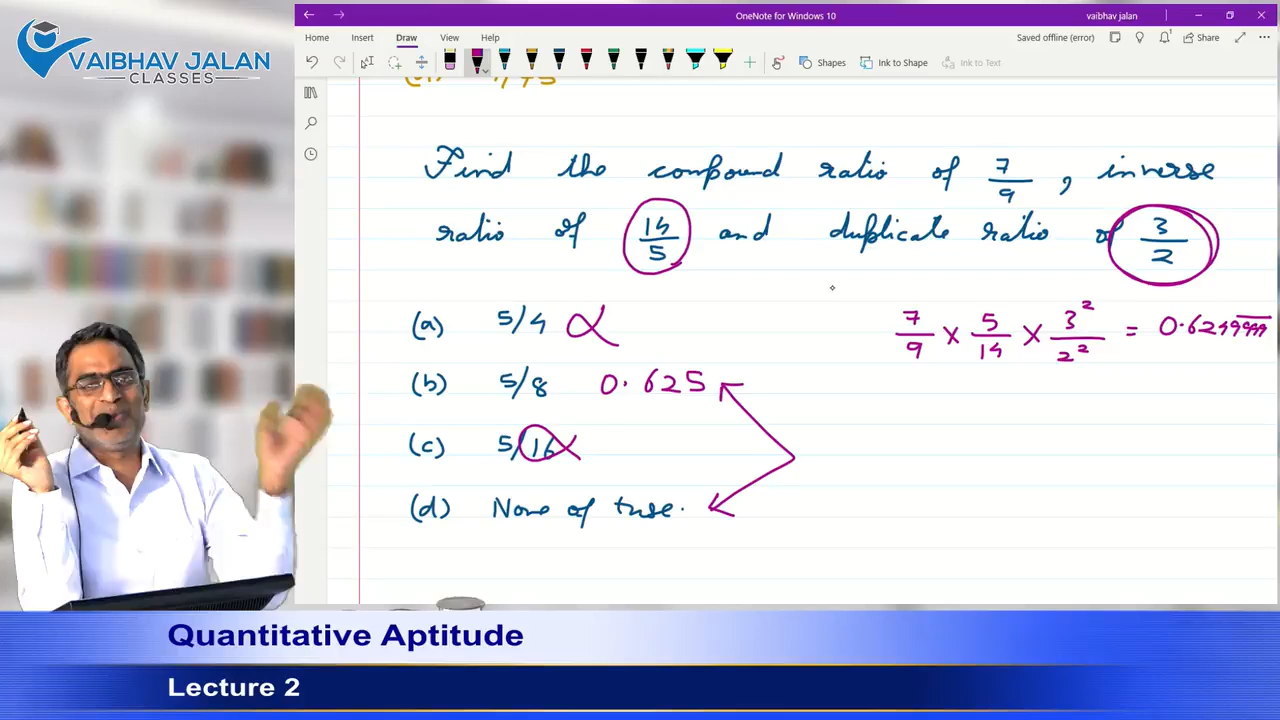 OneNote for Windows 10
vaibhav jalan
VAIBHAV JALAN
CLASSES
Home Insert Draw View Help
Saved offline (error)
Share
Shapes
Ink to Shape
Ink to Text
Find the compound ratio of 7/9, inverse
ratio of 14/5 and duplicate ratio of 3/2
(a) 5/4
7/9 × 5/14 × 3²/2² = 0.6249999
(b) 5/8 0.625
(c) 5/16
(d) None of these.
Quantitative Aptitude
Lecture 2